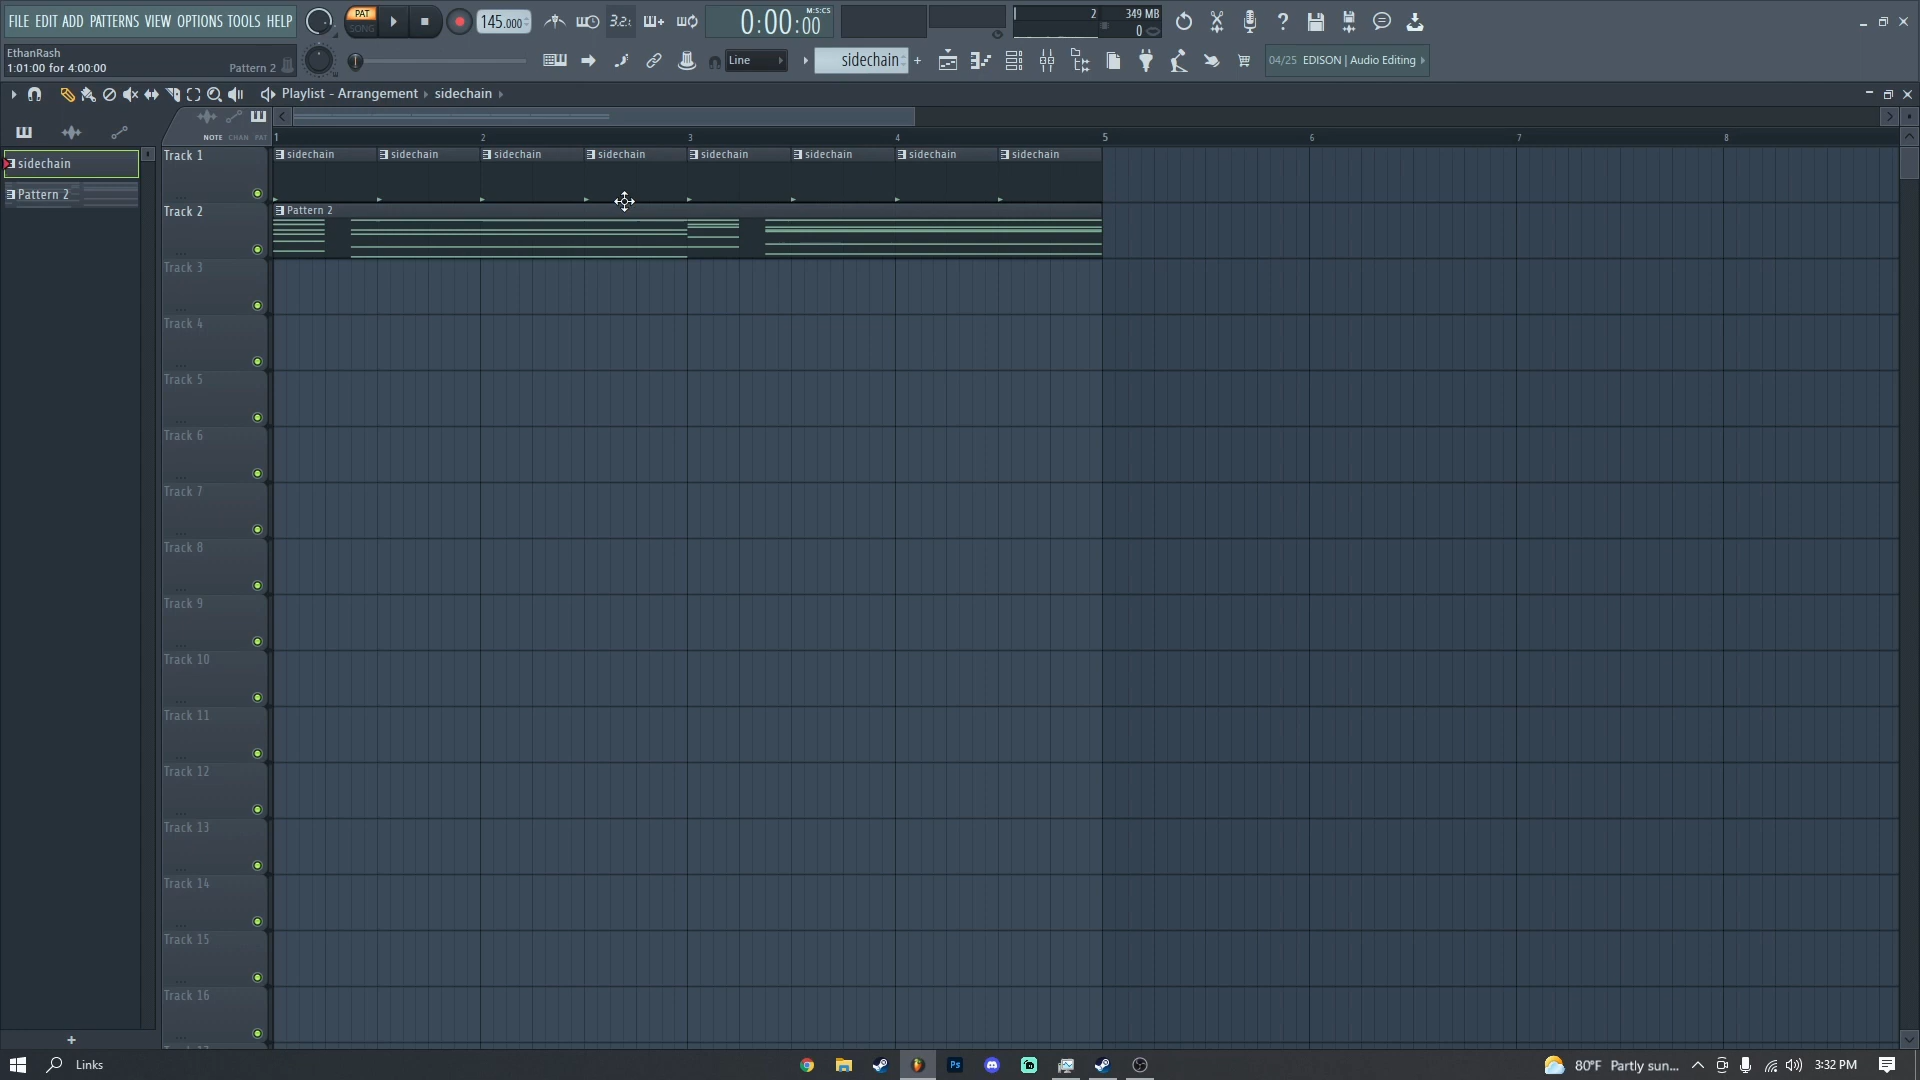 FILE EDIT ADD PATTERNS VIEW OPTIONS TOOLS HELP
PAT
SONG
145.000
3.2.1
0:00:00
M:S:CS
2
349 MB
0
EthanRash
1:01:00 for 4:00:00
Pattern 2
Line
sidechain
04/25 EDISON | Audio Editing
Playlist - Arrangement
sidechain
NOTE CHAN PAT
1 2 3 4 5 6 7 8
sidechain
Pattern 2
Track 1
sidechain sidechain sidechain sidechain sidechain sidechain sidechain sidechain
Track 2
Pattern 2
Track 3
Track 4
Track 5
Track 6
Track 7
Track 8
Track 9
Track 10
Track 11
Track 12
Track 13
Track 14
Track 15
Track 16
Links
Ps
80°F Partly sun...
3:32 PM